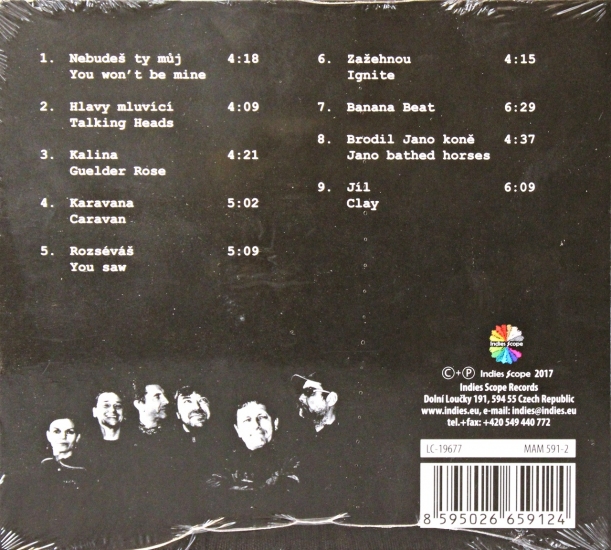 1. Nebudeš ty můj 4:18
You won't be mine
2. Hlavy mluvící 4:09
Talking Heads
3. Kalina 4:21
Guelder Rose
4. Karavana 5:02
Caravan
5. Rozséváš 5:09
You saw
6. Zažehnou 4:15
Ignite
7. Banana Beat 6:29
8. Brodil Jano koně 4:37
Jano bathed horses
9. Jíl 6:09
Clay
Indies Scope
©+℗ Indies Scope 2017
Indies Scope Records
Dolní Loučky 191, 594 55 Czech Republic
www.indies.eu, e-mail: indies@indies.eu
tel.+fax: +420 549 440 772
LC-19677 MAM 591-2
8 595026 659124